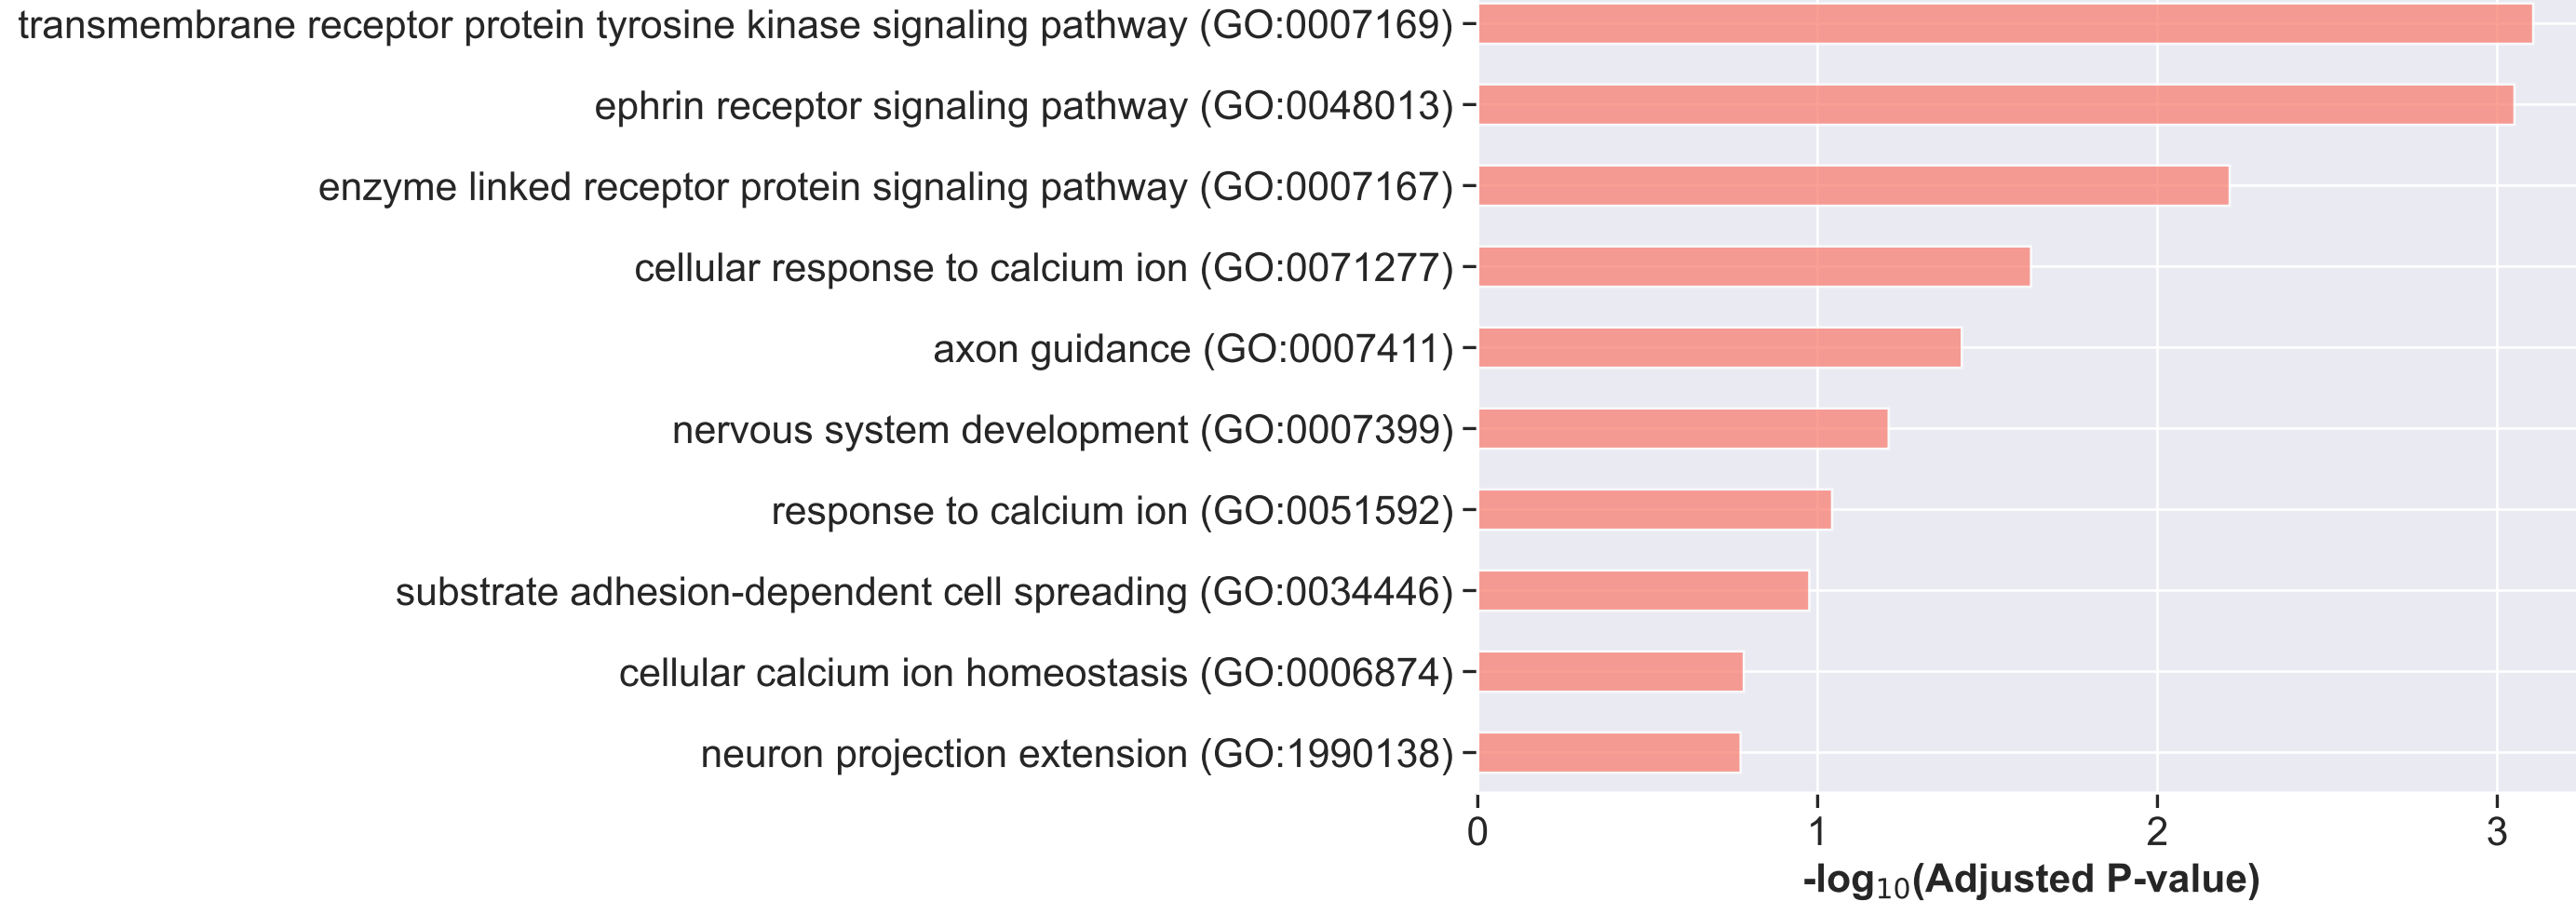 transmembrane receptor protein tyrosine kinase signaling pathway (GO:0007169)
ephrin receptor signaling pathway (GO:0048013)
enzyme linked receptor protein signaling pathway (GO:0007167)
cellular response to calcium ion (GO:0071277)
axon guidance (GO:0007411)
nervous system development (GO:0007399)
response to calcium ion (GO:0051592)
substrate adhesion-dependent cell spreading (GO:0034446)
cellular calcium ion homeostasis (GO:0006874)
neuron projection extension (GO:1990138)
0 1 2 3
-log₁₀(Adjusted P-value)